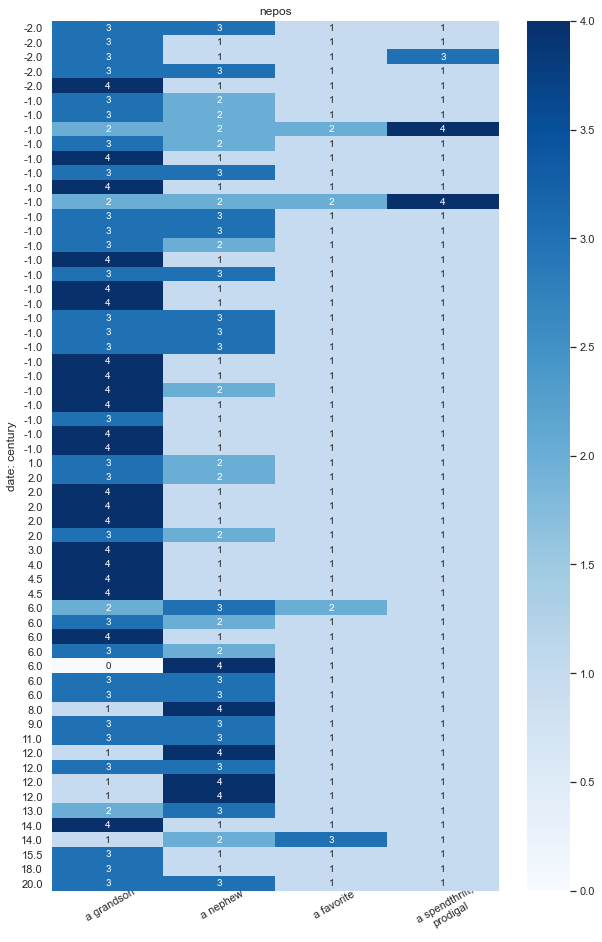 nepos
date: century
-2.0 3 3 1 1
-2.0 3 1 1 1
-2.0 3 1 1 3
-2.0 3 3 1 1
-2.0 4 1 1 1
-1.0 3 2 1 1
-1.0 3 2 1 1
-1.0 2 2 2 4
-1.0 3 2 1 1
-1.0 4 1 1 1
-1.0 3 3 1 1
-1.0 4 1 1 1
-1.0 2 2 2 4
-1.0 3 3 1 1
-1.0 3 3 1 1
-1.0 3 2 1 1
-1.0 4 1 1 1
-1.0 3 3 1 1
-1.0 4 1 1 1
-1.0 4 1 1 1
-1.0 3 3 1 1
-1.0 3 3 1 1
-1.0 3 3 1 1
-1.0 4 1 1 1
-1.0 4 1 1 1
-1.0 4 2 1 1
-1.0 4 1 1 1
-1.0 3 1 1 1
-1.0 4 1 1 1
-1.0 4 1 1 1
1.0 3 2 1 1
2.0 3 2 1 1
2.0 4 1 1 1
2.0 4 1 1 1
2.0 4 1 1 1
2.0 3 2 1 1
3.0 4 1 1 1
4.0 4 1 1 1
4.5 4 1 1 1
4.5 4 1 1 1
6.0 2 3 2 1
6.0 3 2 1 1
6.0 4 1 1 1
6.0 3 2 1 1
6.0 0 4 1 1
6.0 3 3 1 1
6.0 3 3 1 1
8.0 1 4 1 1
9.0 3 3 1 1
11.0 3 3 1 1
12.0 1 4 1 1
12.0 3 3 1 1
12.0 1 4 1 1
12.0 1 4 1 1
13.0 2 3 1 1
14.0 4 1 1 1
14.0 1 2 3 1
15.5 3 1 1 1
18.0 3 1 1 1
20.0 3 3 1 1
a grandson
a nephew
a favorite
a spendthrift,
prodigal
4.0
3.5
3.0
2.5
2.0
1.5
1.0
0.5
0.0